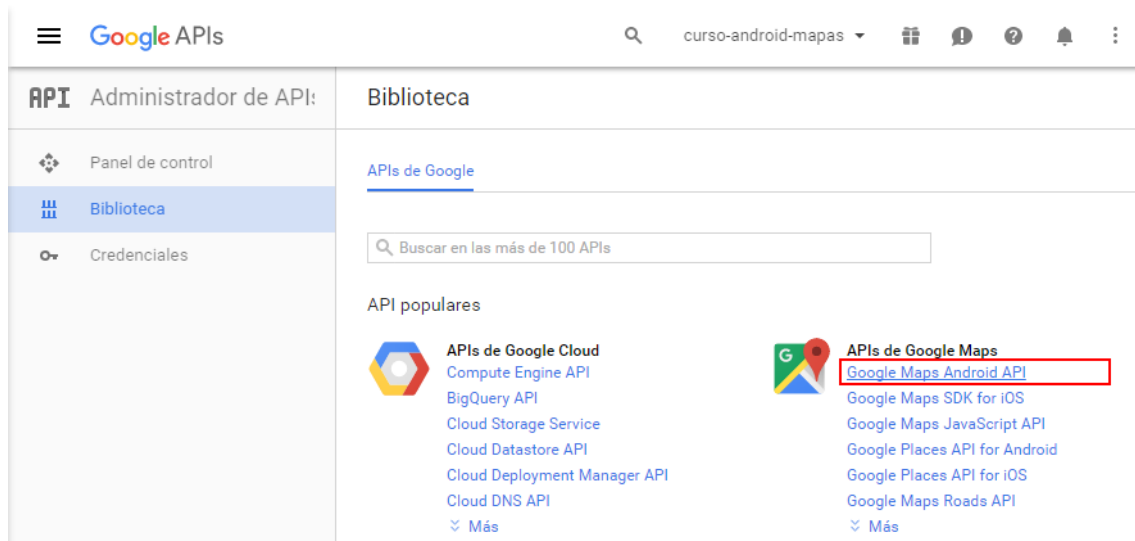 Google APIs
curso-android-mapas
API Administrador de APIs
Biblioteca
Panel de control
Biblioteca
Credenciales
APIs de Google
Buscar en las más de 100 APIs
API populares
APIs de Google Cloud
Compute Engine API
BigQuery API
Cloud Storage Service
Cloud Datastore API
Cloud Deployment Manager API
Cloud DNS API
Más
G
APIs de Google Maps
Google Maps Android API
Google Maps SDK for iOS
Google Maps JavaScript API
Google Places API for Android
Google Places API for iOS
Google Maps Roads API
Más